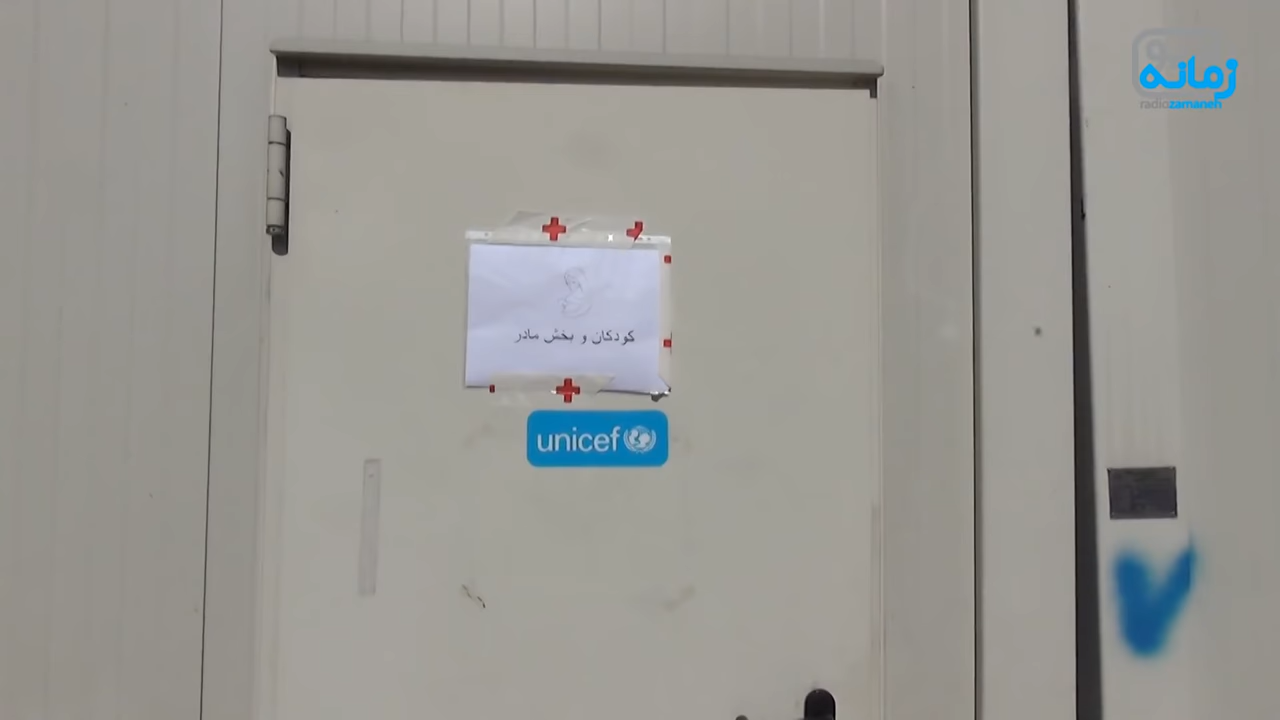 زمانه
radiozamaneh
کودکان و بخش مادر
unicef